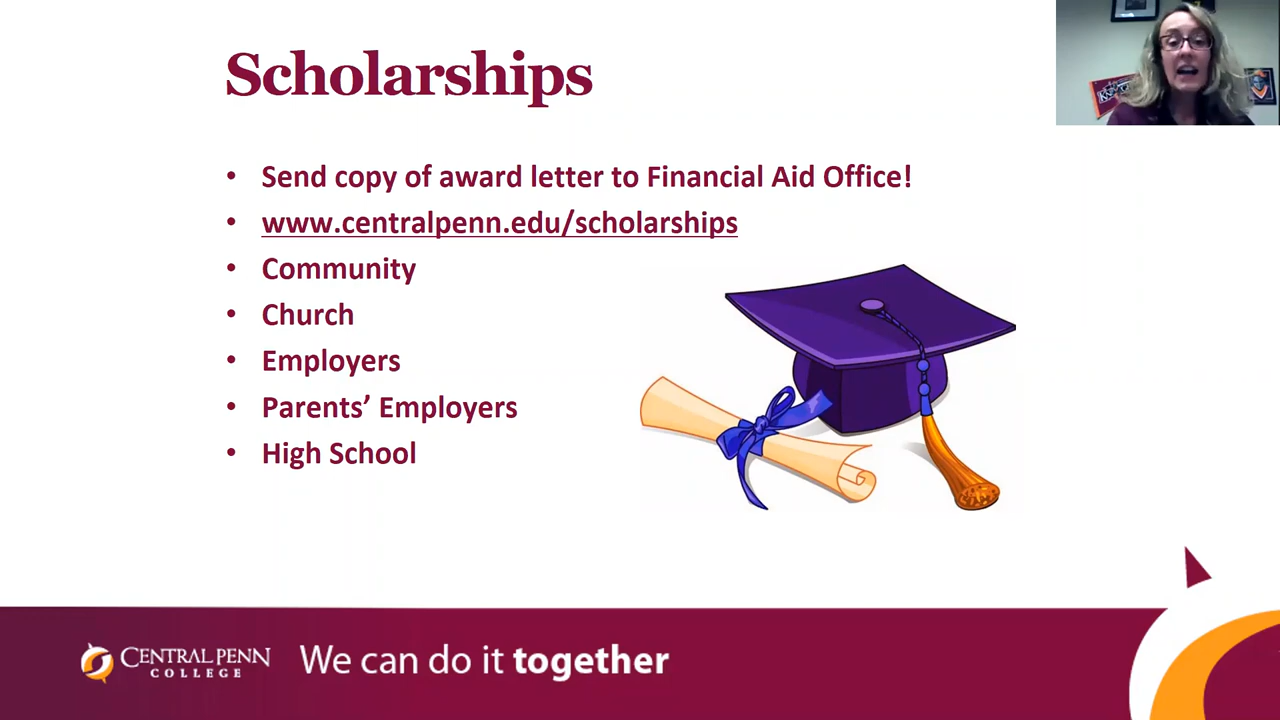 Scholarships
• Send copy of award letter to Financial Aid Office!
• www.centralpenn.edu/scholarships
• Community
• Church
• Employers
• Parents’ Employers
• High School
CENTRAL PENN
COLLEGE
We can do it together